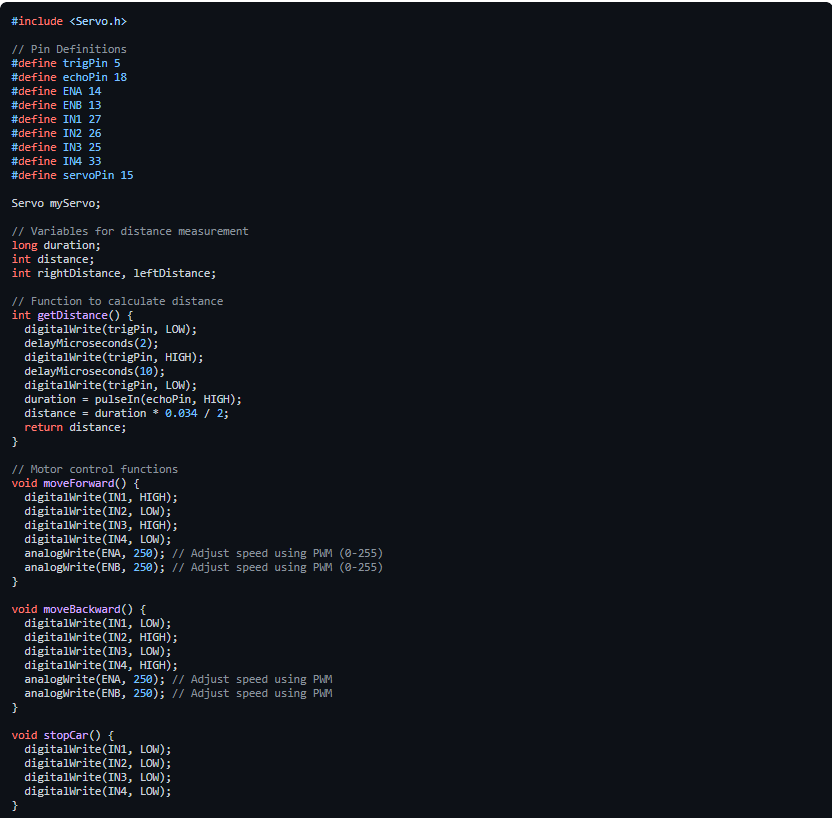 #include <Servo.h>

// Pin Definitions
#define trigPin 5
#define echoPin 18
#define ENA 14
#define ENB 13
#define IN1 27
#define IN2 26
#define IN3 25
#define IN4 33
#define servoPin 15

Servo myServo;

// Variables for distance measurement
long duration;
int distance;
int rightDistance, leftDistance;

// Function to calculate distance
int getDistance() {
  digitalWrite(trigPin, LOW);
  delayMicroseconds(2);
  digitalWrite(trigPin, HIGH);
  delayMicroseconds(10);
  digitalWrite(trigPin, LOW);
  duration = pulseIn(echoPin, HIGH);
  distance = duration * 0.034 / 2;
  return distance;
}

// Motor control functions
void moveForward() {
  digitalWrite(IN1, HIGH);
  digitalWrite(IN2, LOW);
  digitalWrite(IN3, HIGH);
  digitalWrite(IN4, LOW);
  analogWrite(ENA, 250); // Adjust speed using PWM (0-255)
  analogWrite(ENB, 250); // Adjust speed using PWM (0-255)
}

void moveBackward() {
  digitalWrite(IN1, LOW);
  digitalWrite(IN2, HIGH);
  digitalWrite(IN3, LOW);
  digitalWrite(IN4, HIGH);
  analogWrite(ENA, 250); // Adjust speed using PWM
  analogWrite(ENB, 250); // Adjust speed using PWM
}

void stopCar() {
  digitalWrite(IN1, LOW);
  digitalWrite(IN2, LOW);
  digitalWrite(IN3, LOW);
  digitalWrite(IN4, LOW);
}